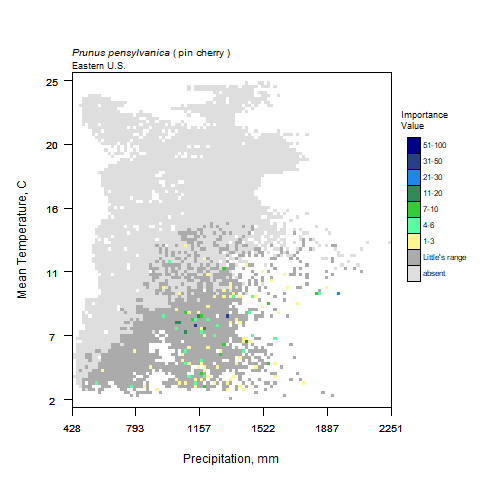 Prunus pensylvanica ( pin cherry )
Eastern U.S.
25
20
16
11
7
2
Mean Temperature, C
428 793 1157 1522 1887 2251
Precipitation, mm
Importance
Value
51-100
31-50
21-30
11-20
7-10
4-6
1-3
Little's range
absent